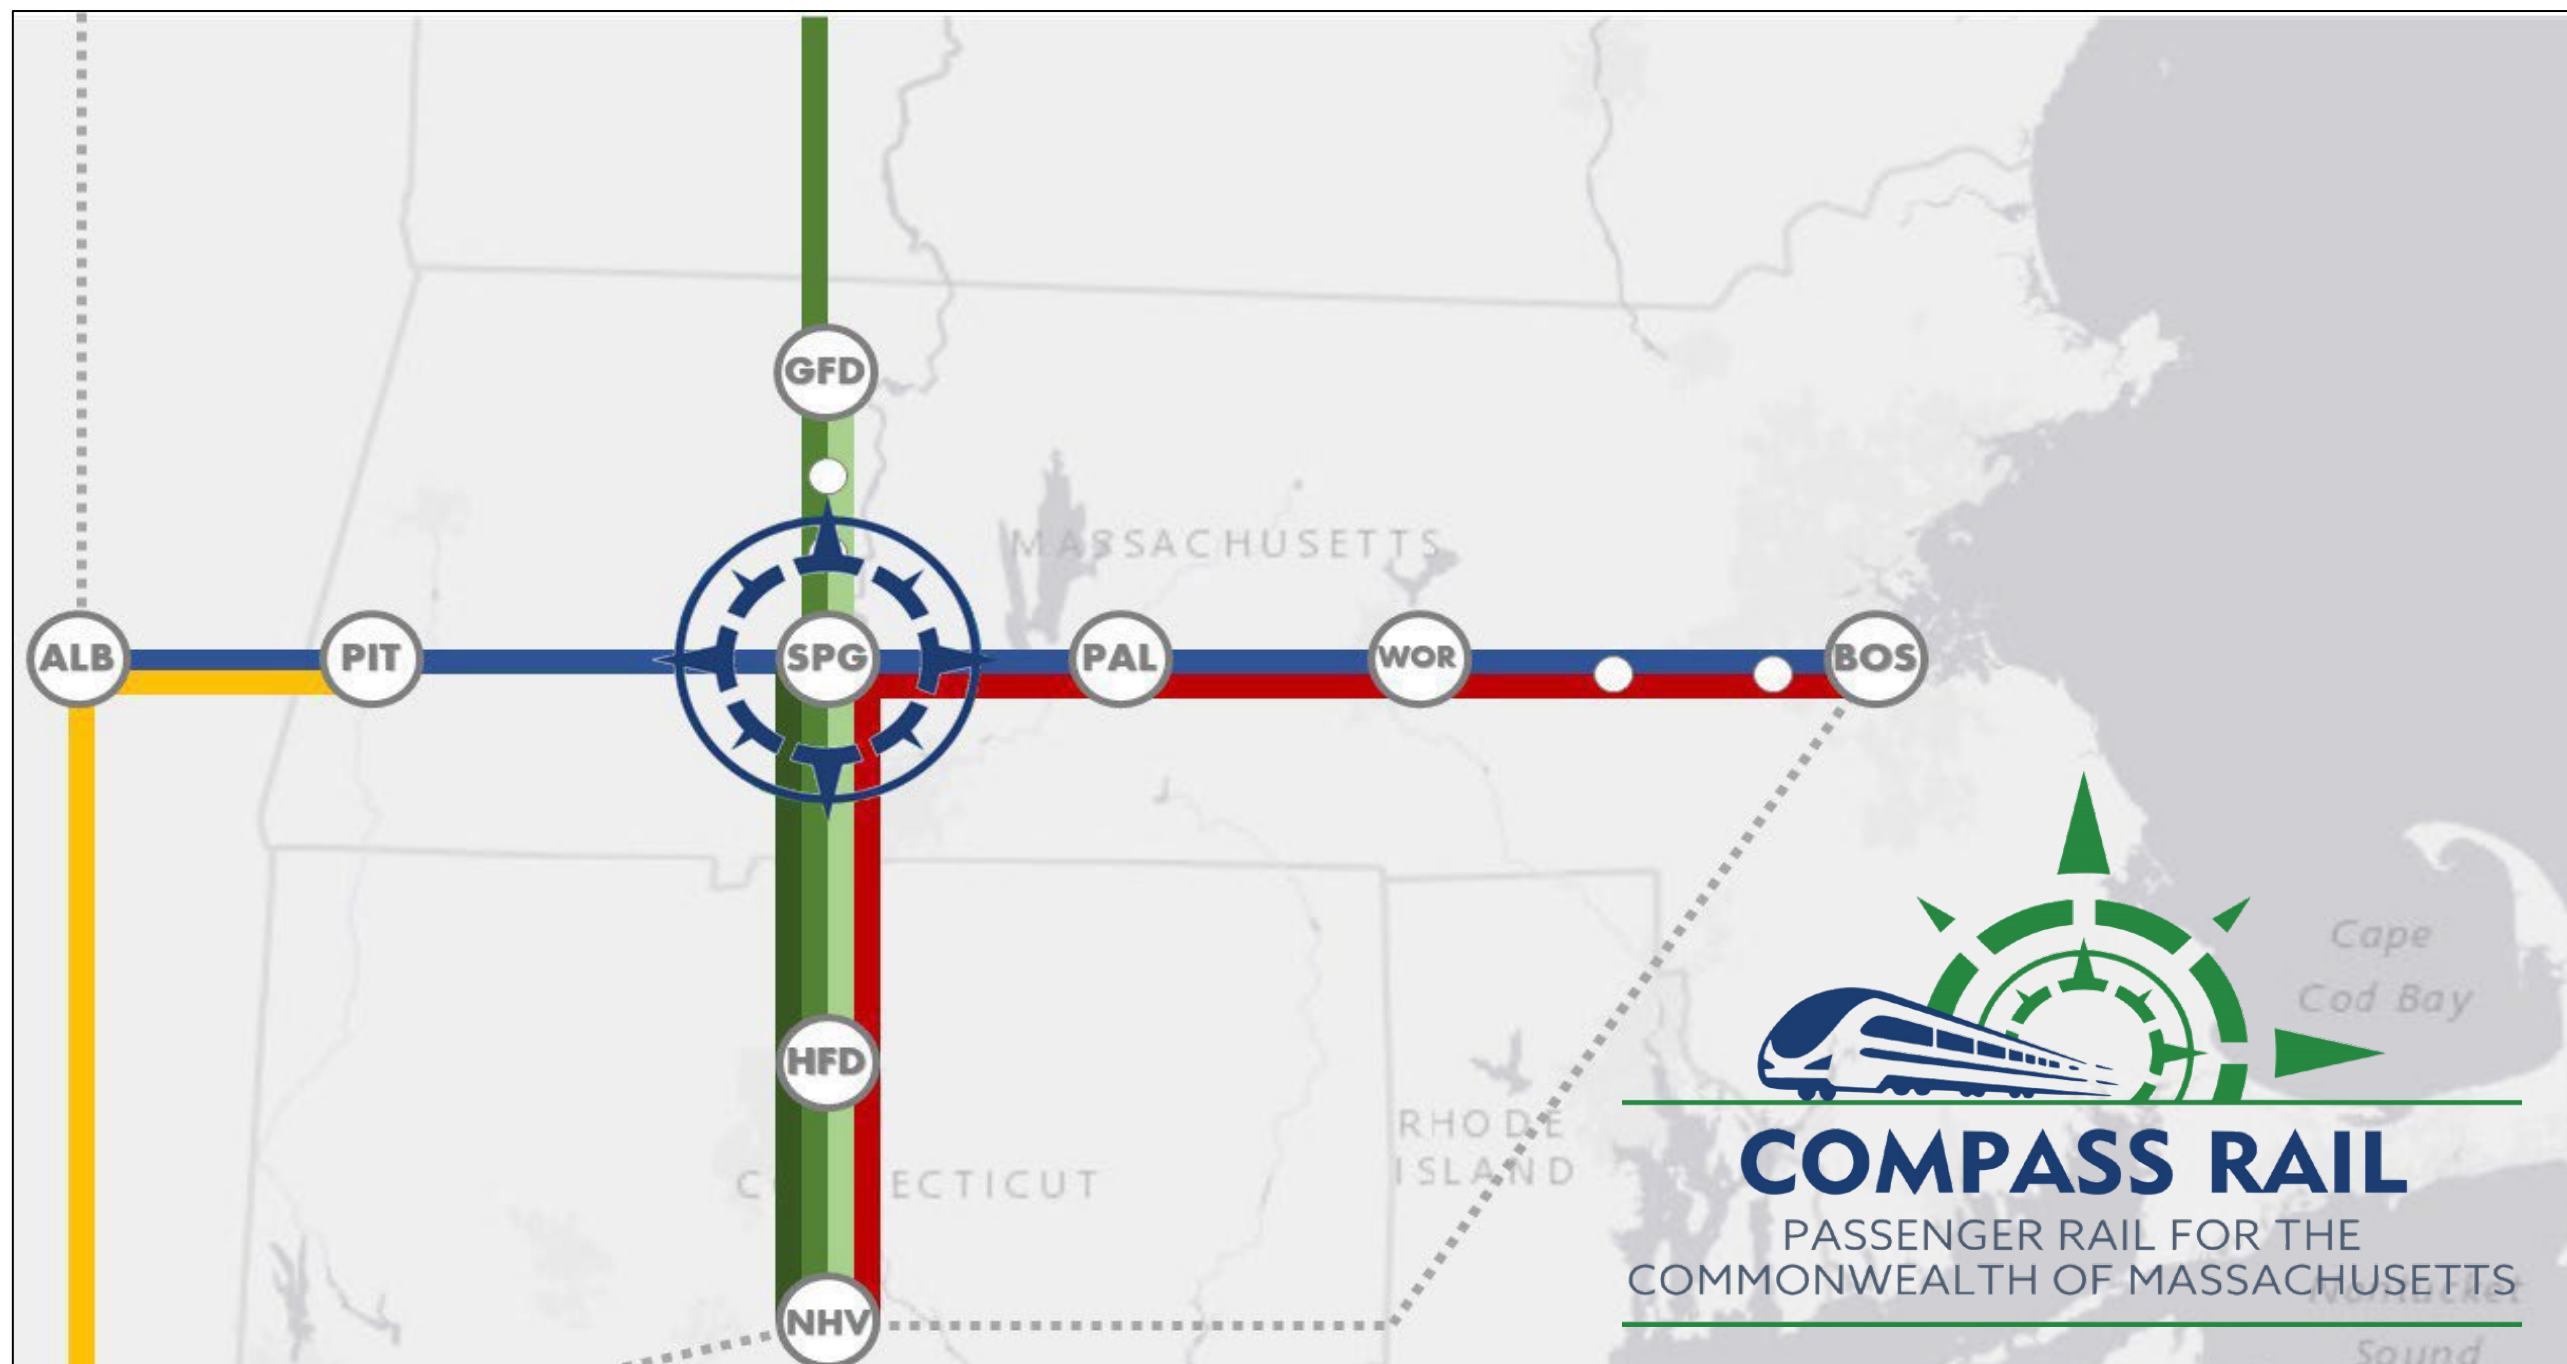 GFD
MASSACHUSETTS
ALB
PIT
SPG
PAL
WOR
BOS
Cape
Cod Bay
HFD
RHODE
ISLAND
COMPASS RAIL
C ECTICUT
PASSENGER RAIL FOR THE
COMMONWEALTH OF MASSACHUSETTS
Nantucket
NHV
Sound